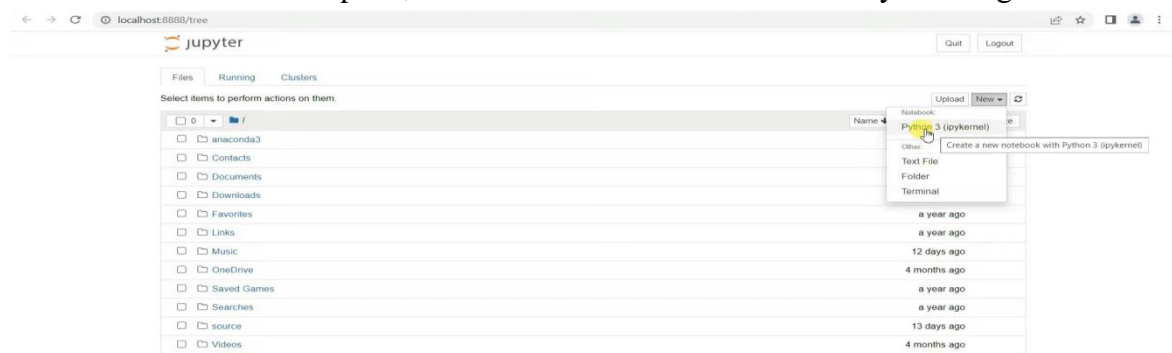 localhost:8888/tree
jupyter
Quit Logout
Files Running Clusters
Select items to perform actions on them.
Upload New
Notebook:
0 / Name
Python 3 (ipykernel)
Create a new notebook with Python 3 (ipykernel)
anaconda3
Other:
Contacts
Text File
Documents
Folder
Downloads
Terminal
Favorites a year ago
Links a year ago
Music 12 days ago
OneDrive 4 months ago
Saved Games a year ago
Searches a year ago
source 13 days ago
Videos 4 months ago